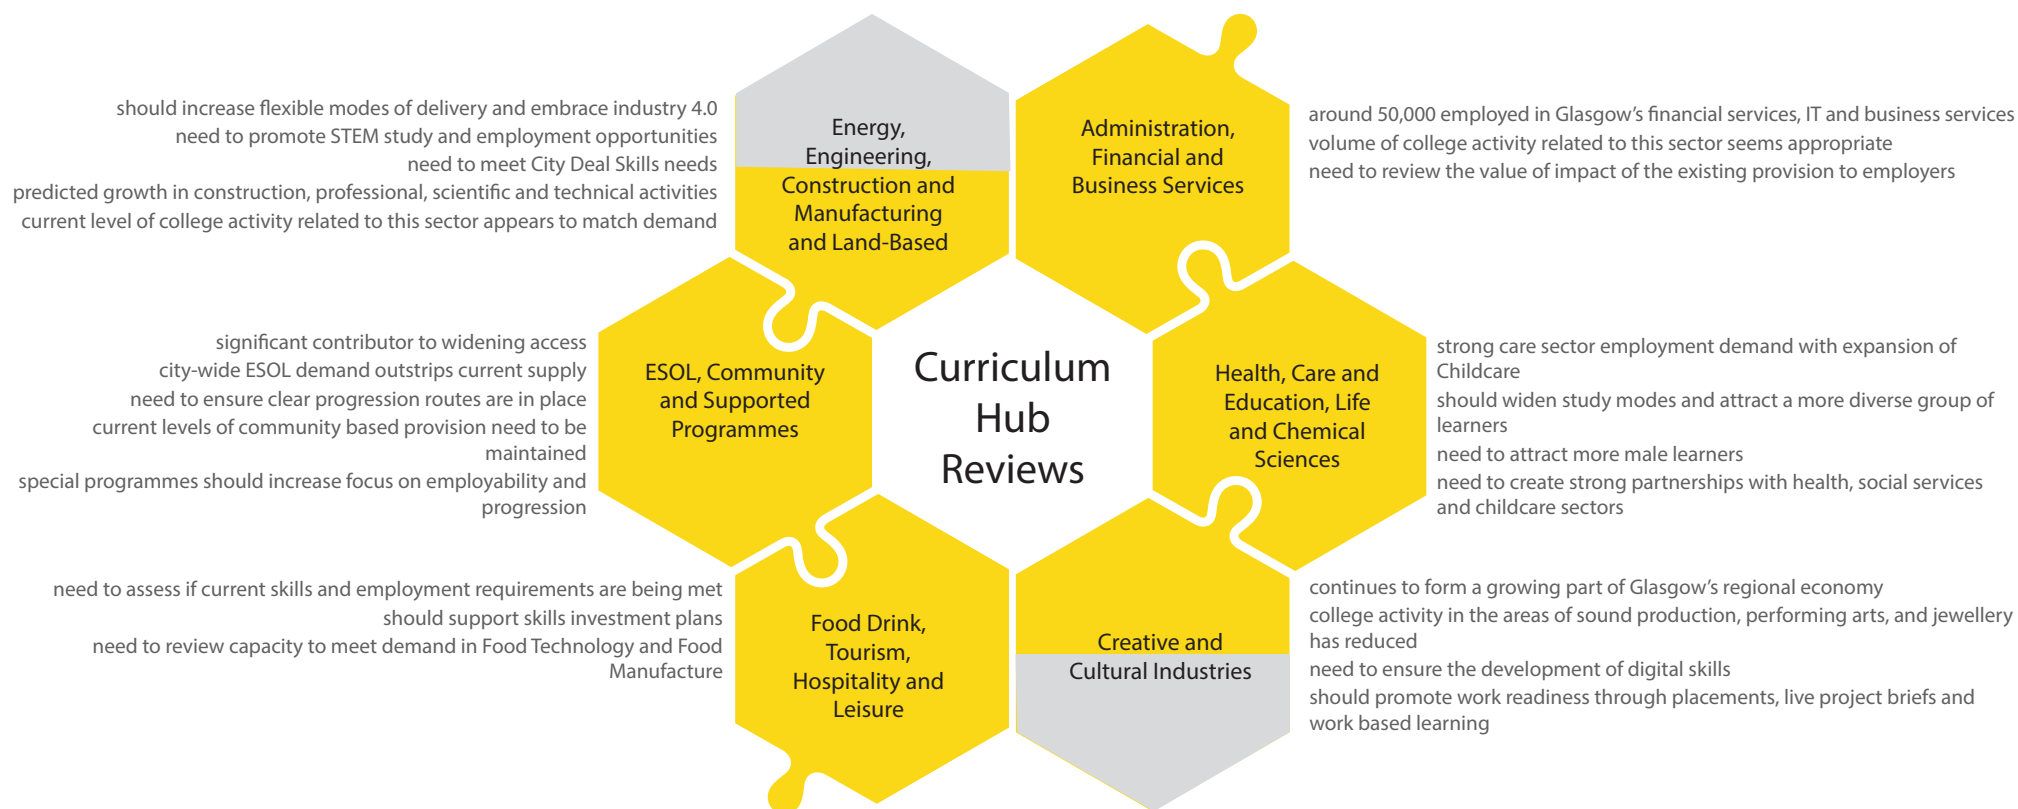 should increase flexible modes of delivery and embrace industry 4.0
need to promote STEM study and employment opportunities
need to meet City Deal Skills needs
predicted growth in construction, professional, scientific and technical activities
current level of college activity related to this sector appears to match demand
Energy,
Engineering,
Construction and
Manufacturing
and Land-Based
Administration,
Financial and
Business Services
around 50,000 employed in Glasgow’s financial services, IT and business services
volume of college activity related to this sector seems appropriate
need to review the value of impact of the existing provision to employers
significant contributor to widening access
city-wide ESOL demand outstrips current supply
need to ensure clear progression routes are in place
current levels of community based provision need to be
maintained
special programmes should increase focus on employability and
progression
ESOL, Community
and Supported
Programmes
Curriculum
Hub
Reviews
Health, Care and
Education, Life
and Chemical
Sciences
strong care sector employment demand with expansion of
Childcare
should widen study modes and attract a more diverse group of
learners
need to attract more male learners
need to create strong partnerships with health, social services
and childcare sectors
need to assess if current skills and employment requirements are being met
should support skills investment plans
need to review capacity to meet demand in Food Technology and Food
Manufacture
Food Drink,
Tourism,
Hospitality and
Leisure
Creative and
Cultural Industries
continues to form a growing part of Glasgow’s regional economy
college activity in the areas of sound production, performing arts, and jewellery
has reduced
need to ensure the development of digital skills
should promote work readiness through placements, live project briefs and
work based learning